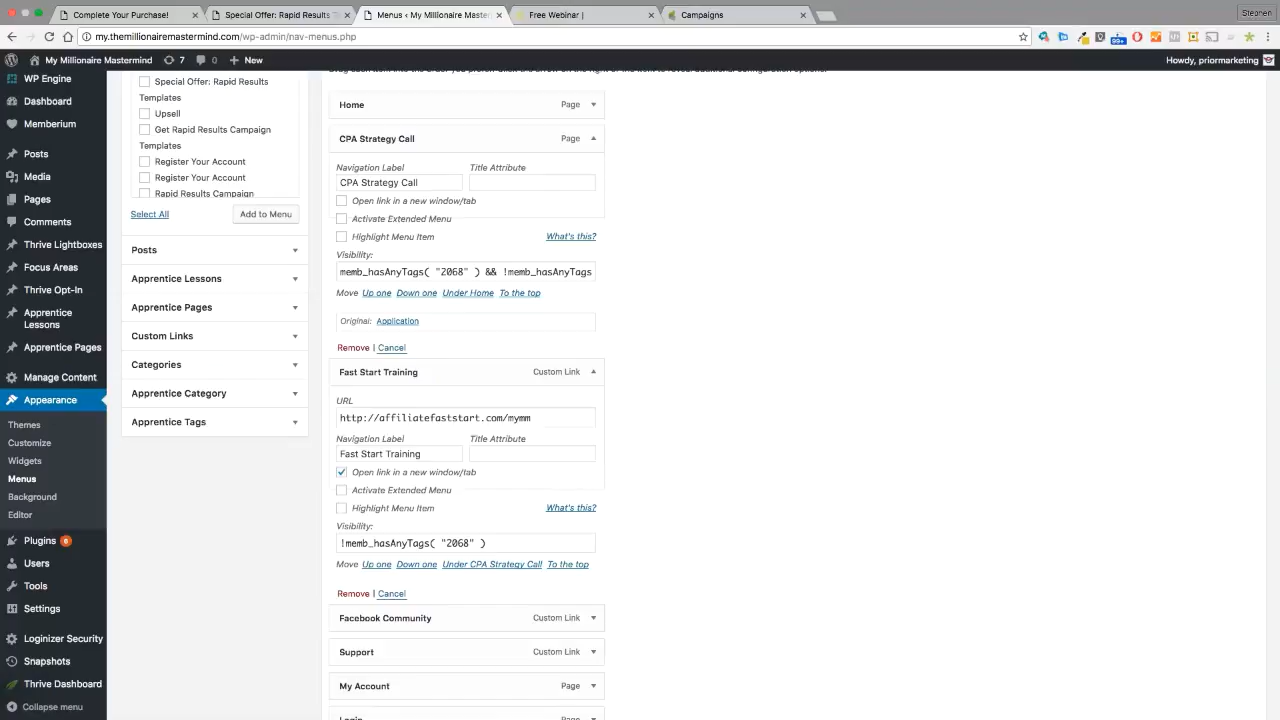 Complete Your Purchase!
Special Offer: Rapid Results
Menus ‹ My Millionaire Master
Free Webinar |
Campaigns
Stephen
my.themillionairemastermind.com/wp-admin/nav-menus.php
99+
My Millionaire Mastermind
7
0
New
Howdy, priormarketing
WP Engine
Dashboard
Memberium
Posts
Media
Pages
Comments
Thrive Lightboxes
Focus Areas
Thrive Opt-In
Apprentice
Lessons
Apprentice Pages
Manage Content
Appearance
Themes
Customize
Widgets
Menus
Background
Editor
Plugins 6
Users
Tools
Settings
Loginizer Security
Snapshots
Thrive Dashboard
Collapse menu
Special Offer: Rapid Results
Templates
Upsell
Get Rapid Results Campaign
Templates
Register Your Account
Register Your Account
Rapid Results Campaign
Select All
Add to Menu
Posts
Apprentice Lessons
Apprentice Pages
Custom Links
Categories
Apprentice Category
Apprentice Tags
Home Page
CPA Strategy Call Page
Navigation Label Title Attribute
CPA Strategy Call
Open link in a new window/tab
Activate Extended Menu
Highlight Menu Item What's this?
Visibility:
memb_hasAnyTags( "2068" ) && !memb_hasAnyTags
Move Up one Down one Under Home To the top
Original: Application
Remove | Cancel
Fast Start Training Custom Link
URL
http://affiliatefaststart.com/mymm
Navigation Label Title Attribute
Fast Start Training
Open link in a new window/tab
Activate Extended Menu
Highlight Menu Item What's this?
Visibility:
!memb_hasAnyTags( "2068" )
Move Up one Down one Under CPA Strategy Call To the top
Remove | Cancel
Facebook Community Custom Link
Support Custom Link
My Account Page
Login Page